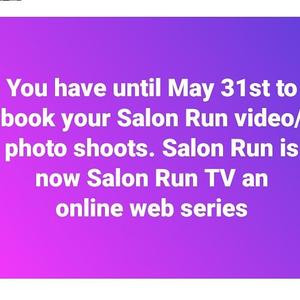 You have until May 31st to
book your Salon Run video/
photo shoots. Salon Run is
now Salon Run TV an
online web series